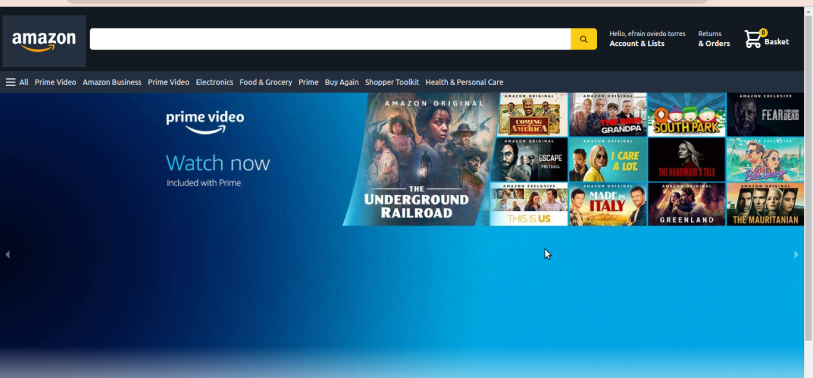 amazon
Hello, efrain oviedo torres
Account & Lists
Returns
& Orders
0
Basket
All Prime Video Amazon Business Prime Video Electronics Food & Grocery Prime Buy Again Shopper Toolkit Health & Personal Care
prime video
Watch now
Included with Prime
AMAZON ORIGINAL
THE
UNDERGROUND
RAILROAD
AMAZON ORIGINAL
COMING
AMERICA
AMAZON ORIGINAL
THE WAR
GRANDPA
SOUTH PARK
AMAZON EXCLUSIVE
FEAR
DEAD
AMAZON ORIGINAL
ESCAPE
PRETORIA
AMAZON ORIGINAL
I CARE
A LOT.
THE HANDMAID'S TALE
AMAZON EXCLUSIVE
AMAZON EXCLUSIVE
THIS IS US
AMAZON ORIGINAL
MADE IN
ITALY
AMAZON ORIGINAL
GREENLAND
AMAZON ORIGINAL
THE MAURITANIAN